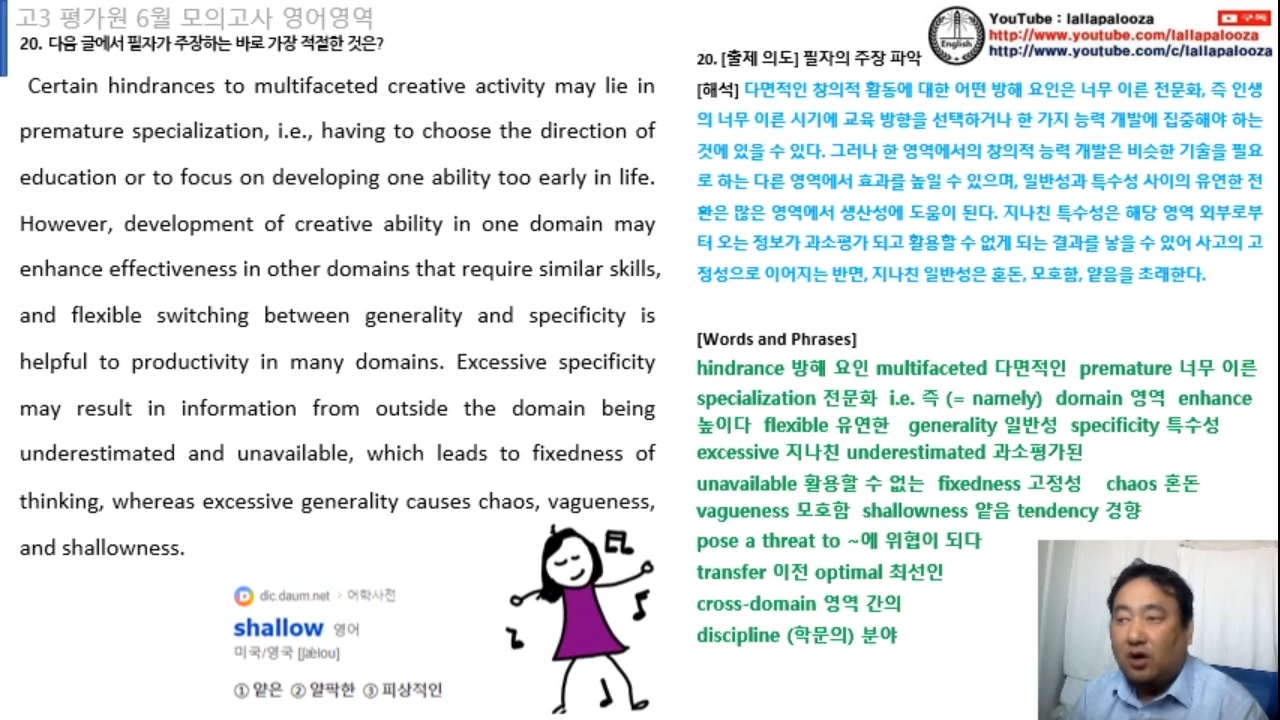 고3 평가원 6월 모의고사 영어영역
20. 다음 글에서 필자가 주장하는 바로 가장 적절한 것은?
Certain hindrances to multifaceted creative activity may lie in
premature specialization, i.e., having to choose the direction of
education or to focus on developing one ability too early in life.
However, development of creative ability in one domain may
enhance effectiveness in other domains that require similar skills,
and flexible switching between generality and specificity is
helpful to productivity in many domains. Excessive specificity
may result in information from outside the domain being
underestimated and unavailable, which leads to fixedness of
thinking, whereas excessive generality causes chaos, vagueness,
and shallowness.
dic.daum.net > 어학사전
shallow 영어
미국/영국 [ʃǽlou]
① 얕은 ② 얄팍한 ③ 피상적인
English
YouTube : lallapalooza
구독
http://www.youtube.com/lallapalooza
http://www.youtube.com/c/lallapalooza
20. [출제 의도] 필자의 주장 파악
[해석] 다면적인 창의적 활동에 대한 어떤 방해 요인은 너무 이른 전문화, 즉 인생
의 너무 이른 시기에 교육 방향을 선택하거나 한 가지 능력 개발에 집중해야 하는
것에 있을 수 있다. 그러나 한 영역에서의 창의적 능력 개발은 비슷한 기술을 필요
로 하는 다른 영역에서 효과를 높일 수 있으며, 일반성과 특수성 사이의 유연한 전
환은 많은 영역에서 생산성에 도움이 된다. 지나친 특수성은 해당 영역 외부로부
터 오는 정보가 과소평가 되고 활용할 수 없게 되는 결과를 낳을 수 있어 사고의 고
정성으로 이어지는 반면, 지나친 일반성은 혼돈, 모호함, 얕음을 초래한다.
[Words and Phrases]
hindrance 방해 요인 multifaceted 다면적인 premature 너무 이른
specialization 전문화 i.e. 즉 (= namely) domain 영역 enhance
높이다 flexible 유연한 generality 일반성 specificity 특수성
excessive 지나친 underestimated 과소평가된
unavailable 활용할 수 없는 fixedness 고정성 chaos 혼돈
vagueness 모호함 shallowness 얕음 tendency 경향
pose a threat to ~에 위협이 되다
transfer 이전 optimal 최선인
cross-domain 영역 간의
discipline (학문의) 분야